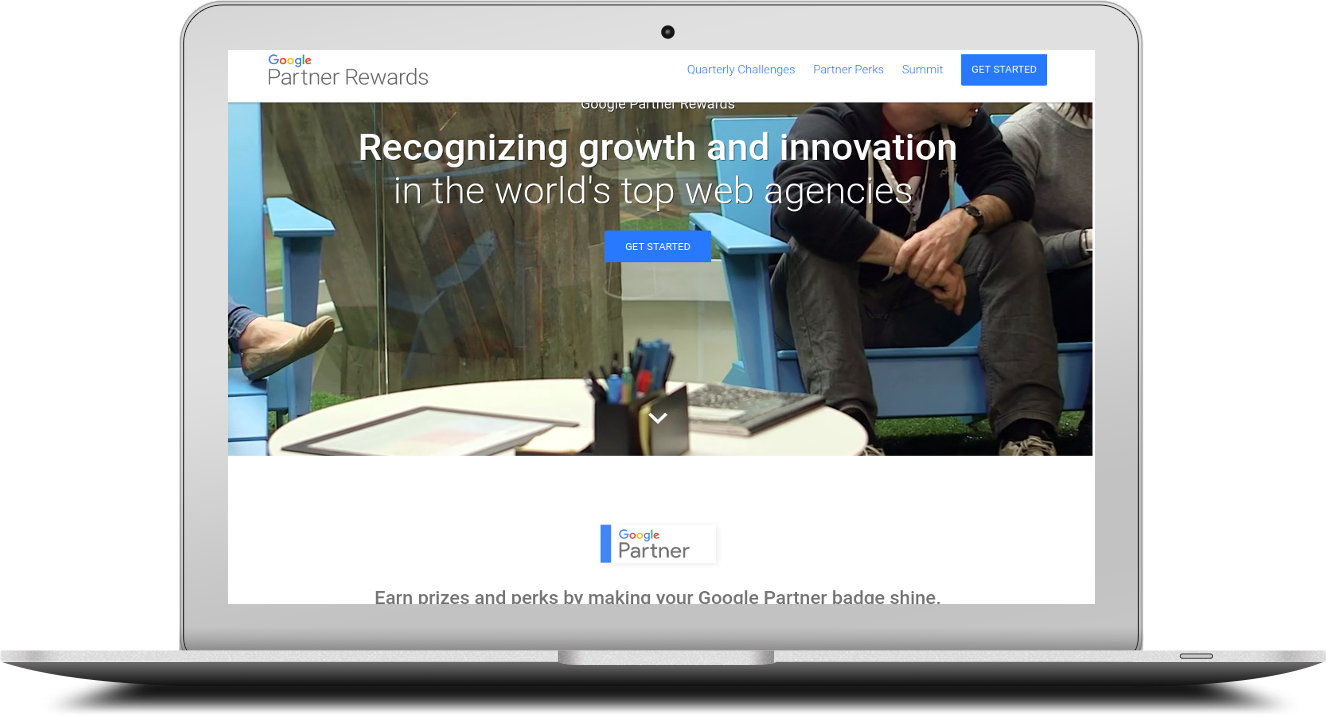 Google
Partner Rewards
Quarterly Challenges
Partner Perks
Summit
GET STARTED
Google Partner Rewards
Recognizing growth and innovation
in the world's top web agencies
GET STARTED
Google
Partner
Earn prizes and perks by making your Google Partner badge shine.